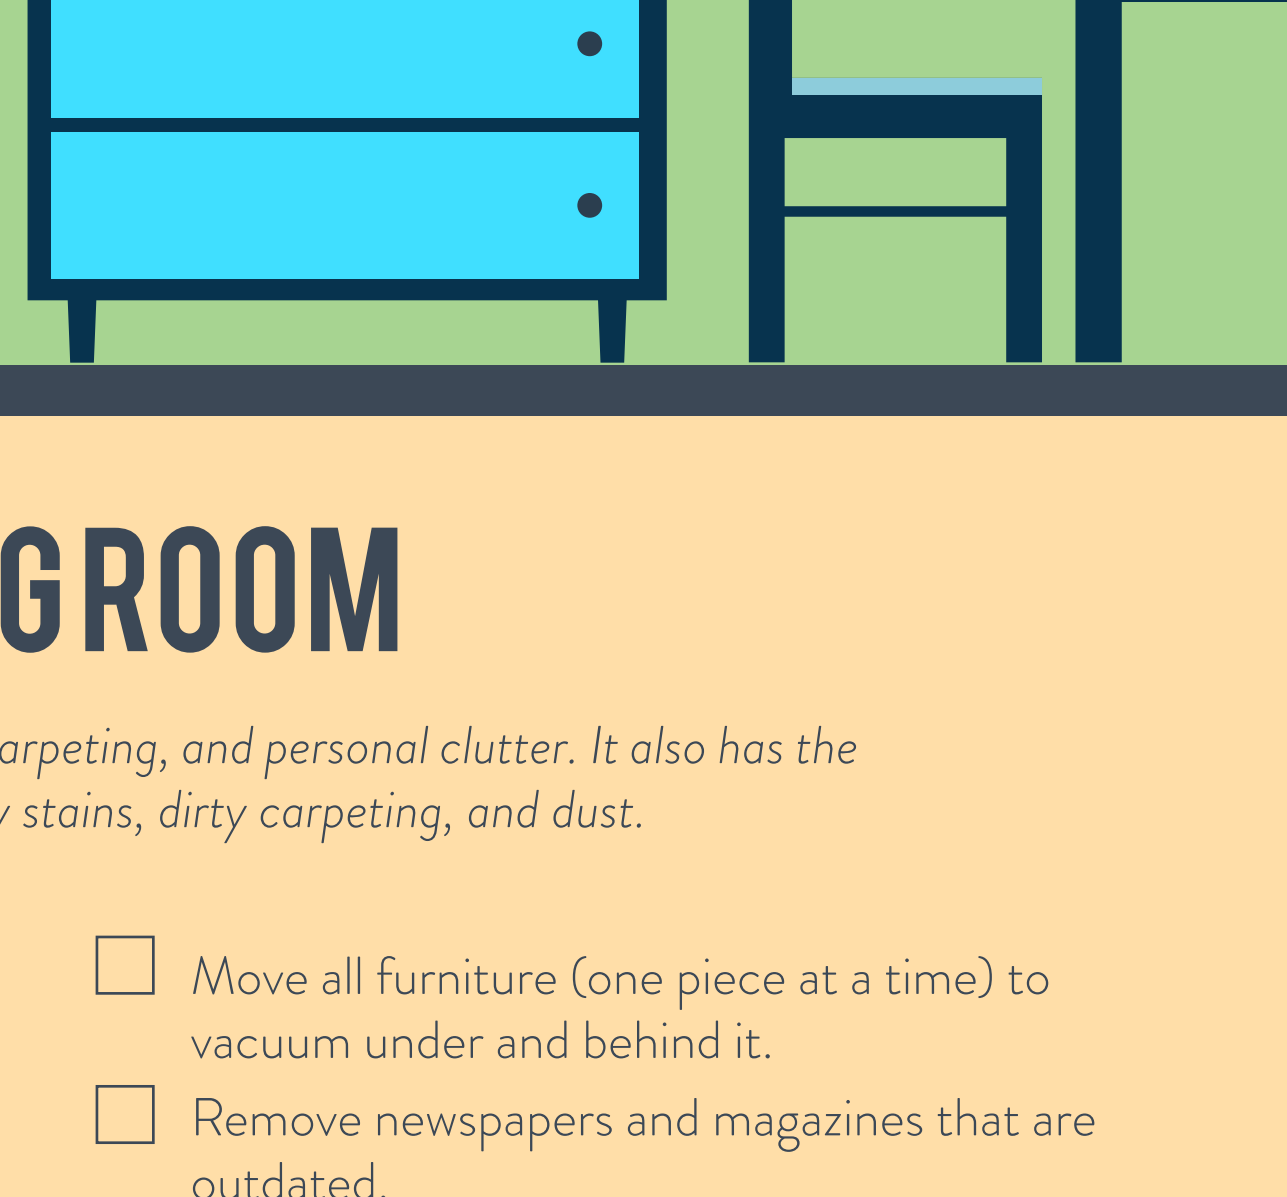 G ROOM
arpeting, and personal clutter. It also has the
stains, dirty carpeting, and dust.
Move all furniture (one piece at a time) to
vacuum under and behind it.
Remove newspapers and magazines that are
outdated.